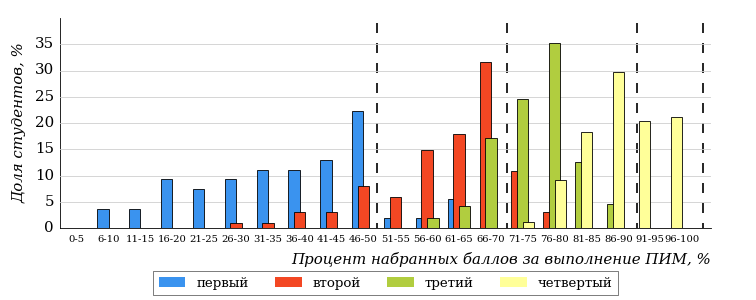 Доля студентов, %
35
30
25
20
15
10
5
0
0-5 6-10 11-15 16-20 21-25 26-30 31-35 36-40 41-45 46-50 51-55 56-60 61-65 66-70 71-75 76-80 81-85 86-90 91-95 96-100
Процент набранных баллов за выполнение ПИМ, %
первый второй третий четвертый